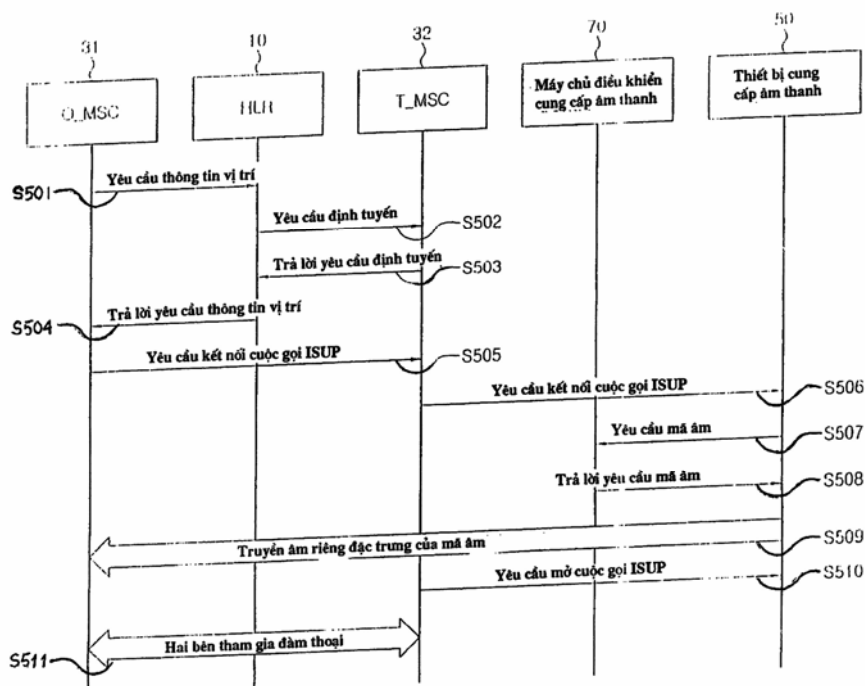 31
10
32
70
50
O_MSC
HLR
T_MSC
Máy chủ điều khiển
cung cấp âm thanh
Thiết bị cung
cấp âm thanh
S501
Yêu cầu thông tin vị trí
Yêu cầu định tuyến
S502
Trả lời yêu cầu định tuyến
S503
S504
Trả lời yêu cầu thông tin vị trí
Yêu cầu kết nối cuộc gọi ISUP
S505
Yêu cầu kết nối cuộc gọi ISUP
S506
Yêu cầu mã âm
S507
Trả lời yêu cầu mã âm
S508
Truyền âm riêng đặc trưng của mã âm
S509
Yêu cầu mở cuộc gọi ISUP
S510
Hai bên tham gia đàm thoại
S511